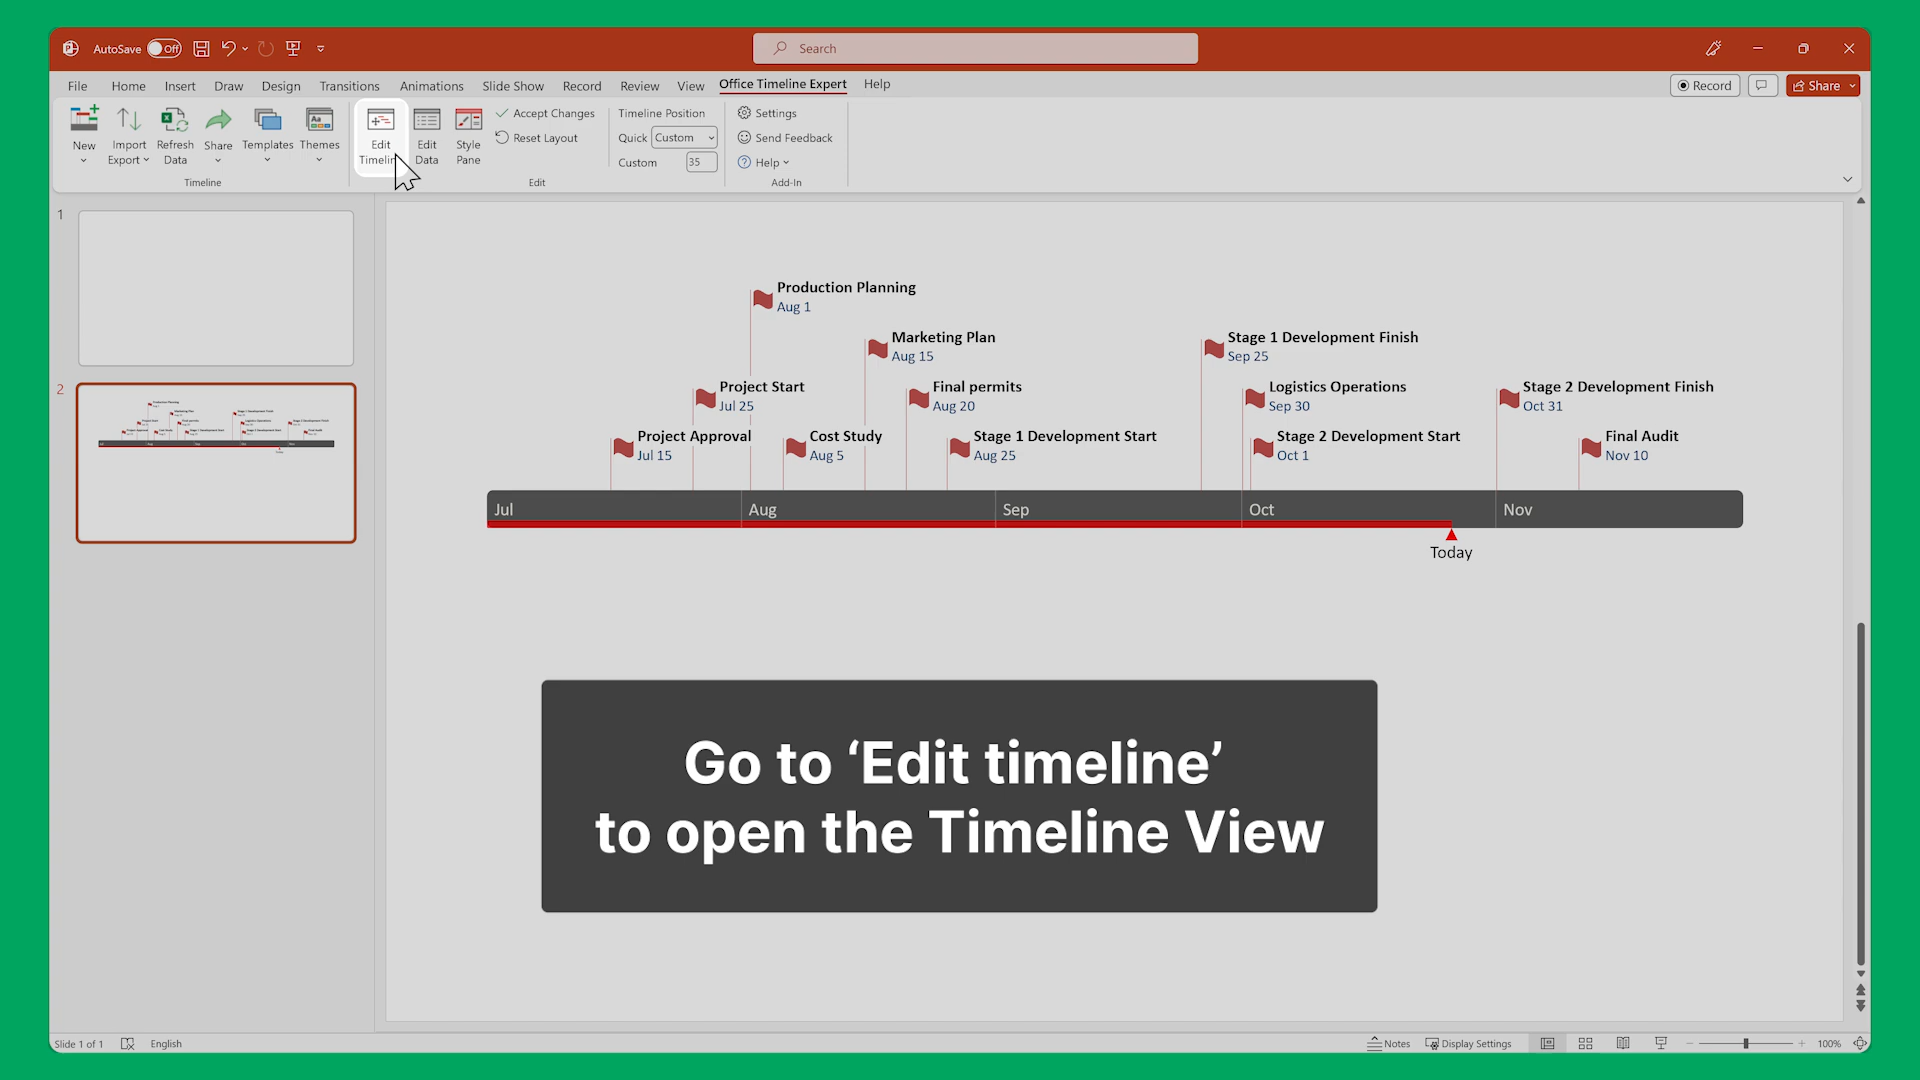 AutoSave
Off
Search
File
Home
Insert
Draw
Design
Transitions
Animations
Slide Show
Record
Review
View
Office Timeline Expert
Help
Record
Share
New
Import
Export
Refresh
Data
Share
Templates
Themes
Timeline
Edit
Timelin
Edit
Data
Style
Pane
Accept Changes
Reset Layout
Edit
Timeline Position
Quick
Custom
Custom
35
Settings
Send Feedback
Help
Add-In
1
2
Production Planning
Aug 1
Marketing Plan
Aug 15
Stage 1 Development Finish
Sep 25
Project Start
Jul 25
Final permits
Aug 20
Logistics Operations
Sep 30
Stage 2 Development Finish
Oct 31
Project Approval
Jul 15
Cost Study
Aug 5
Stage 1 Development Start
Aug 25
Stage 2 Development Start
Oct 1
Final Audit
Nov 10
Jul
Aug
Sep
Oct
Nov
Today
Go to ‘Edit timeline’
to open the Timeline View
Slide 1 of 1
English
Notes
Display Settings
100%